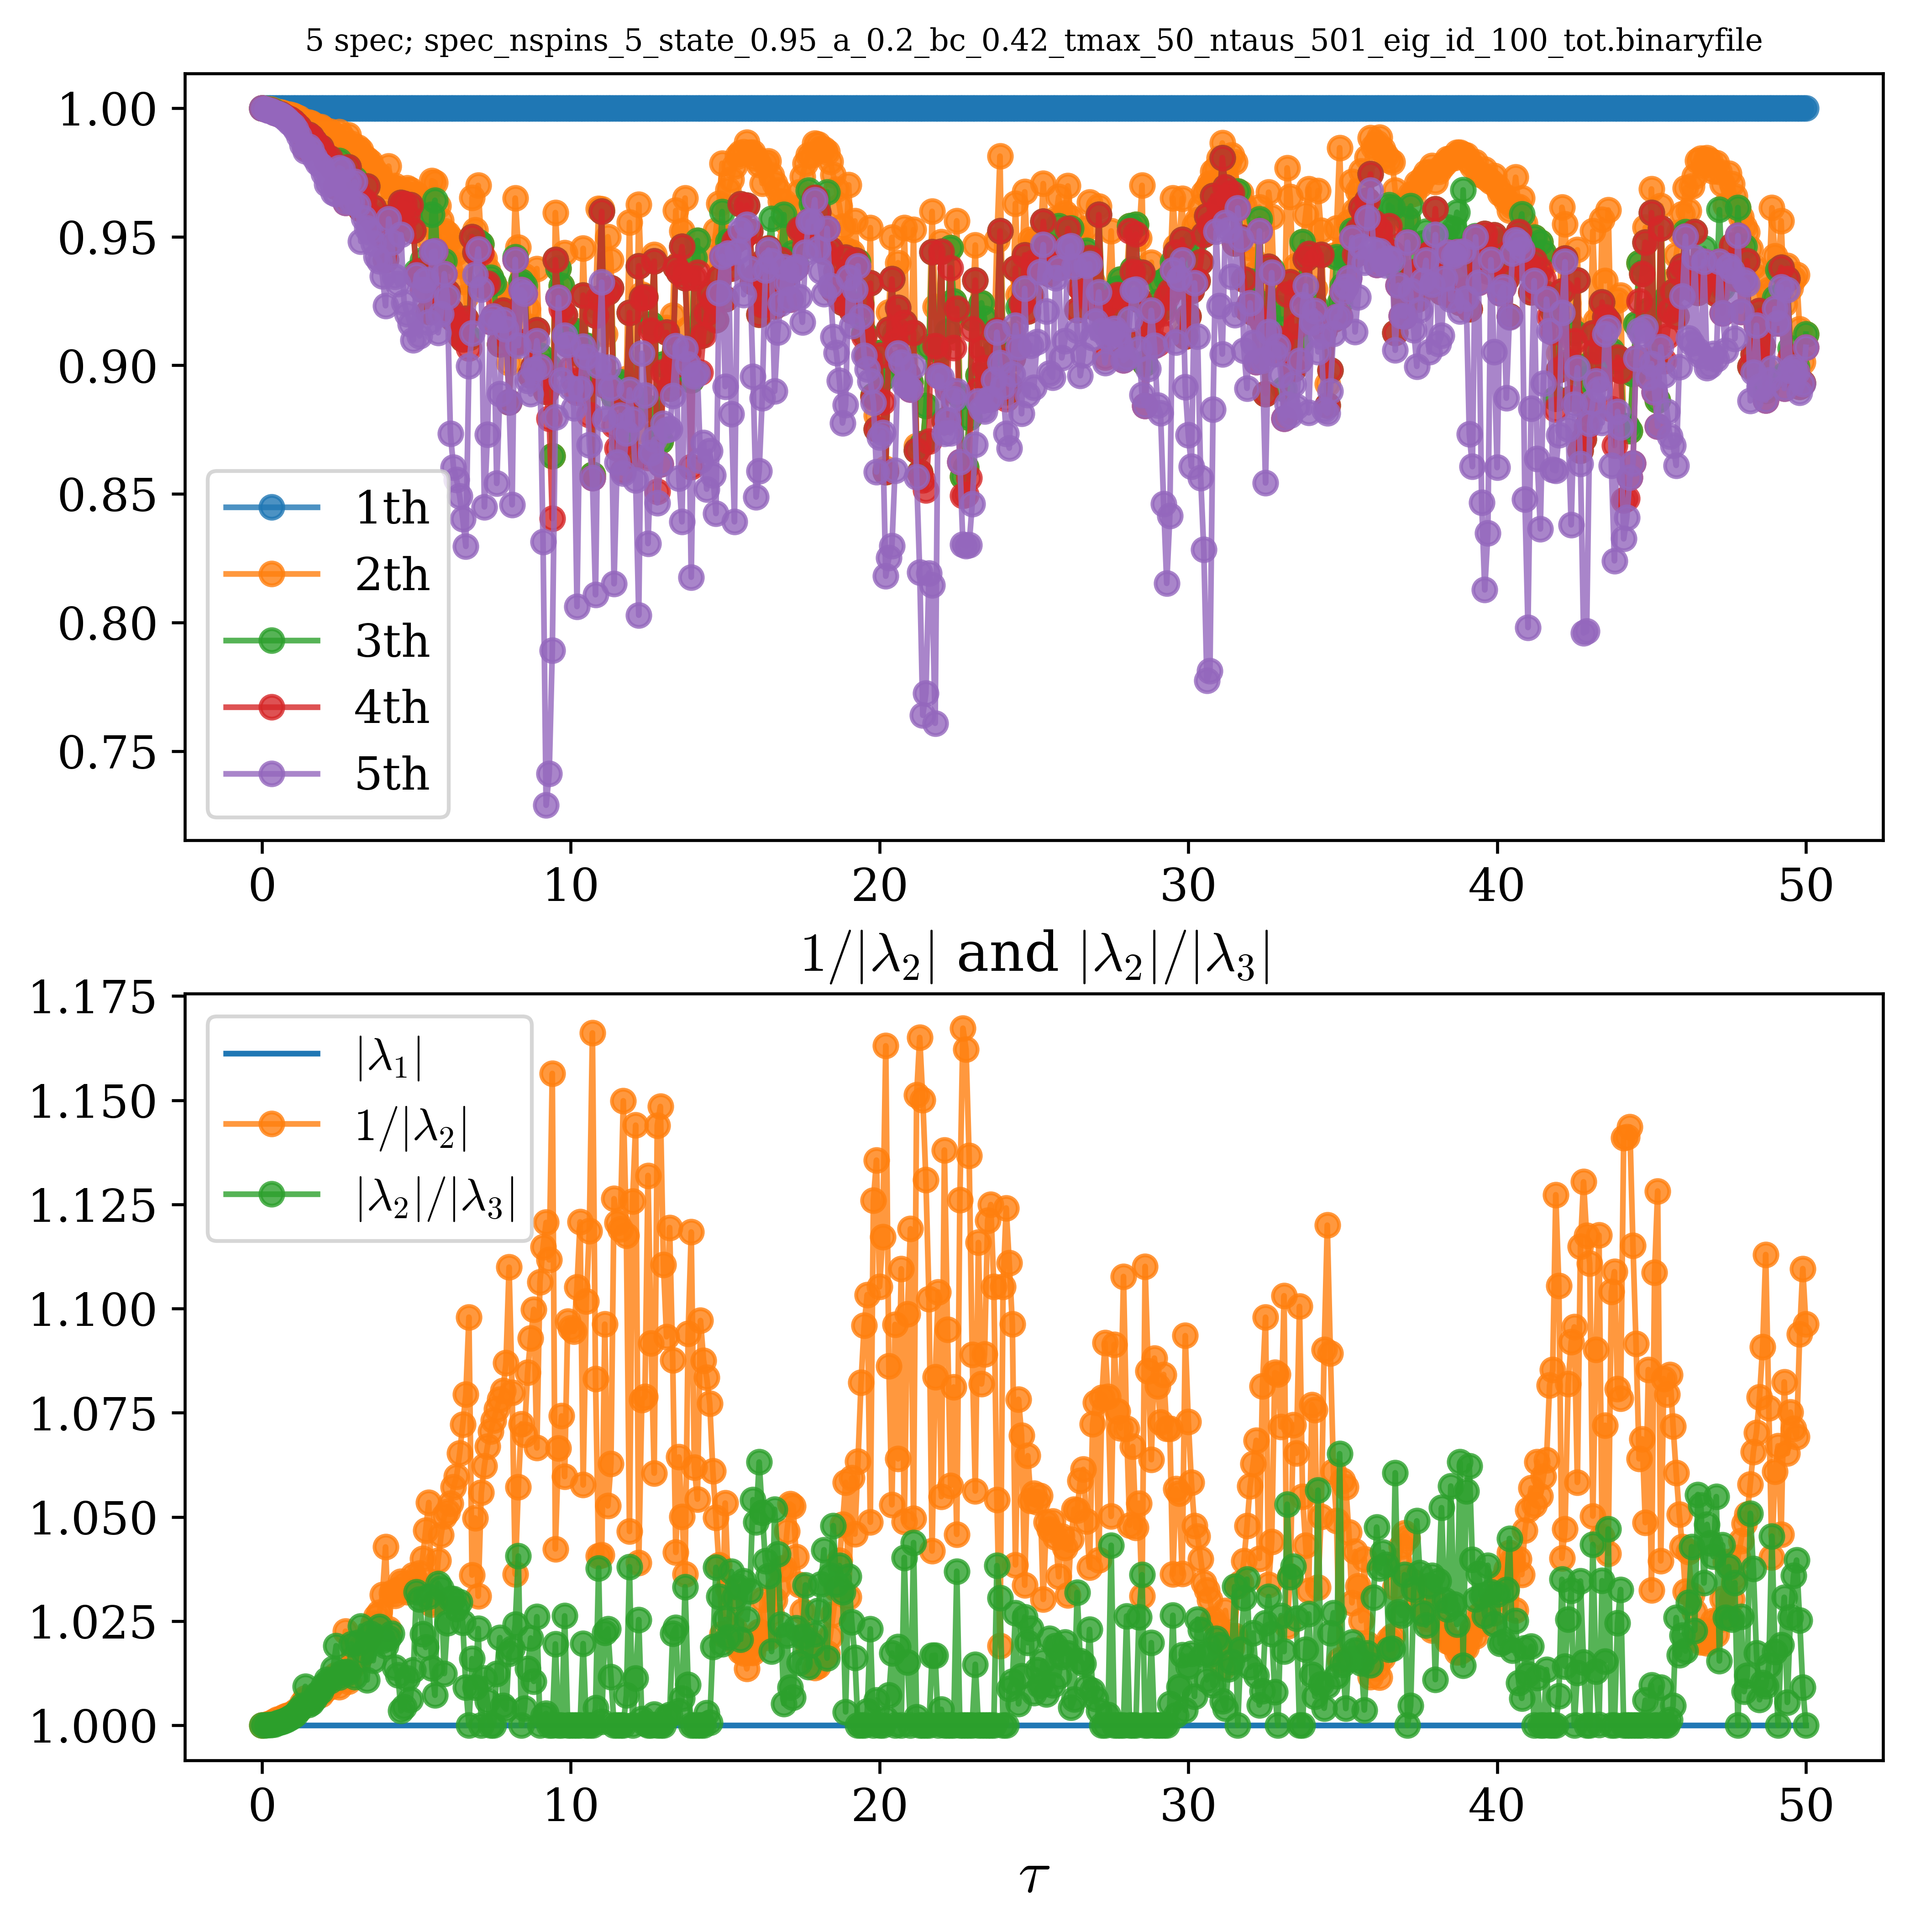 5 spec; spec_nspins_5_state_0.95_a_0.2_bc_0.42_tmax_50_ntaus_501_eig_id_100_tot.binaryfile
1.00
0.95
0.90
0.85
0.80
0.75
1th
2th
3th
4th
5th
0 10 20 30 40 50
1/|λ₂| and |λ₂|/|λ₃|
1.175
1.150
1.125
1.100
1.075
1.050
1.025
1.000
|λ₁|
1/|λ₂|
|λ₂|/|λ₃|
0 10 20 30 40 50
τ